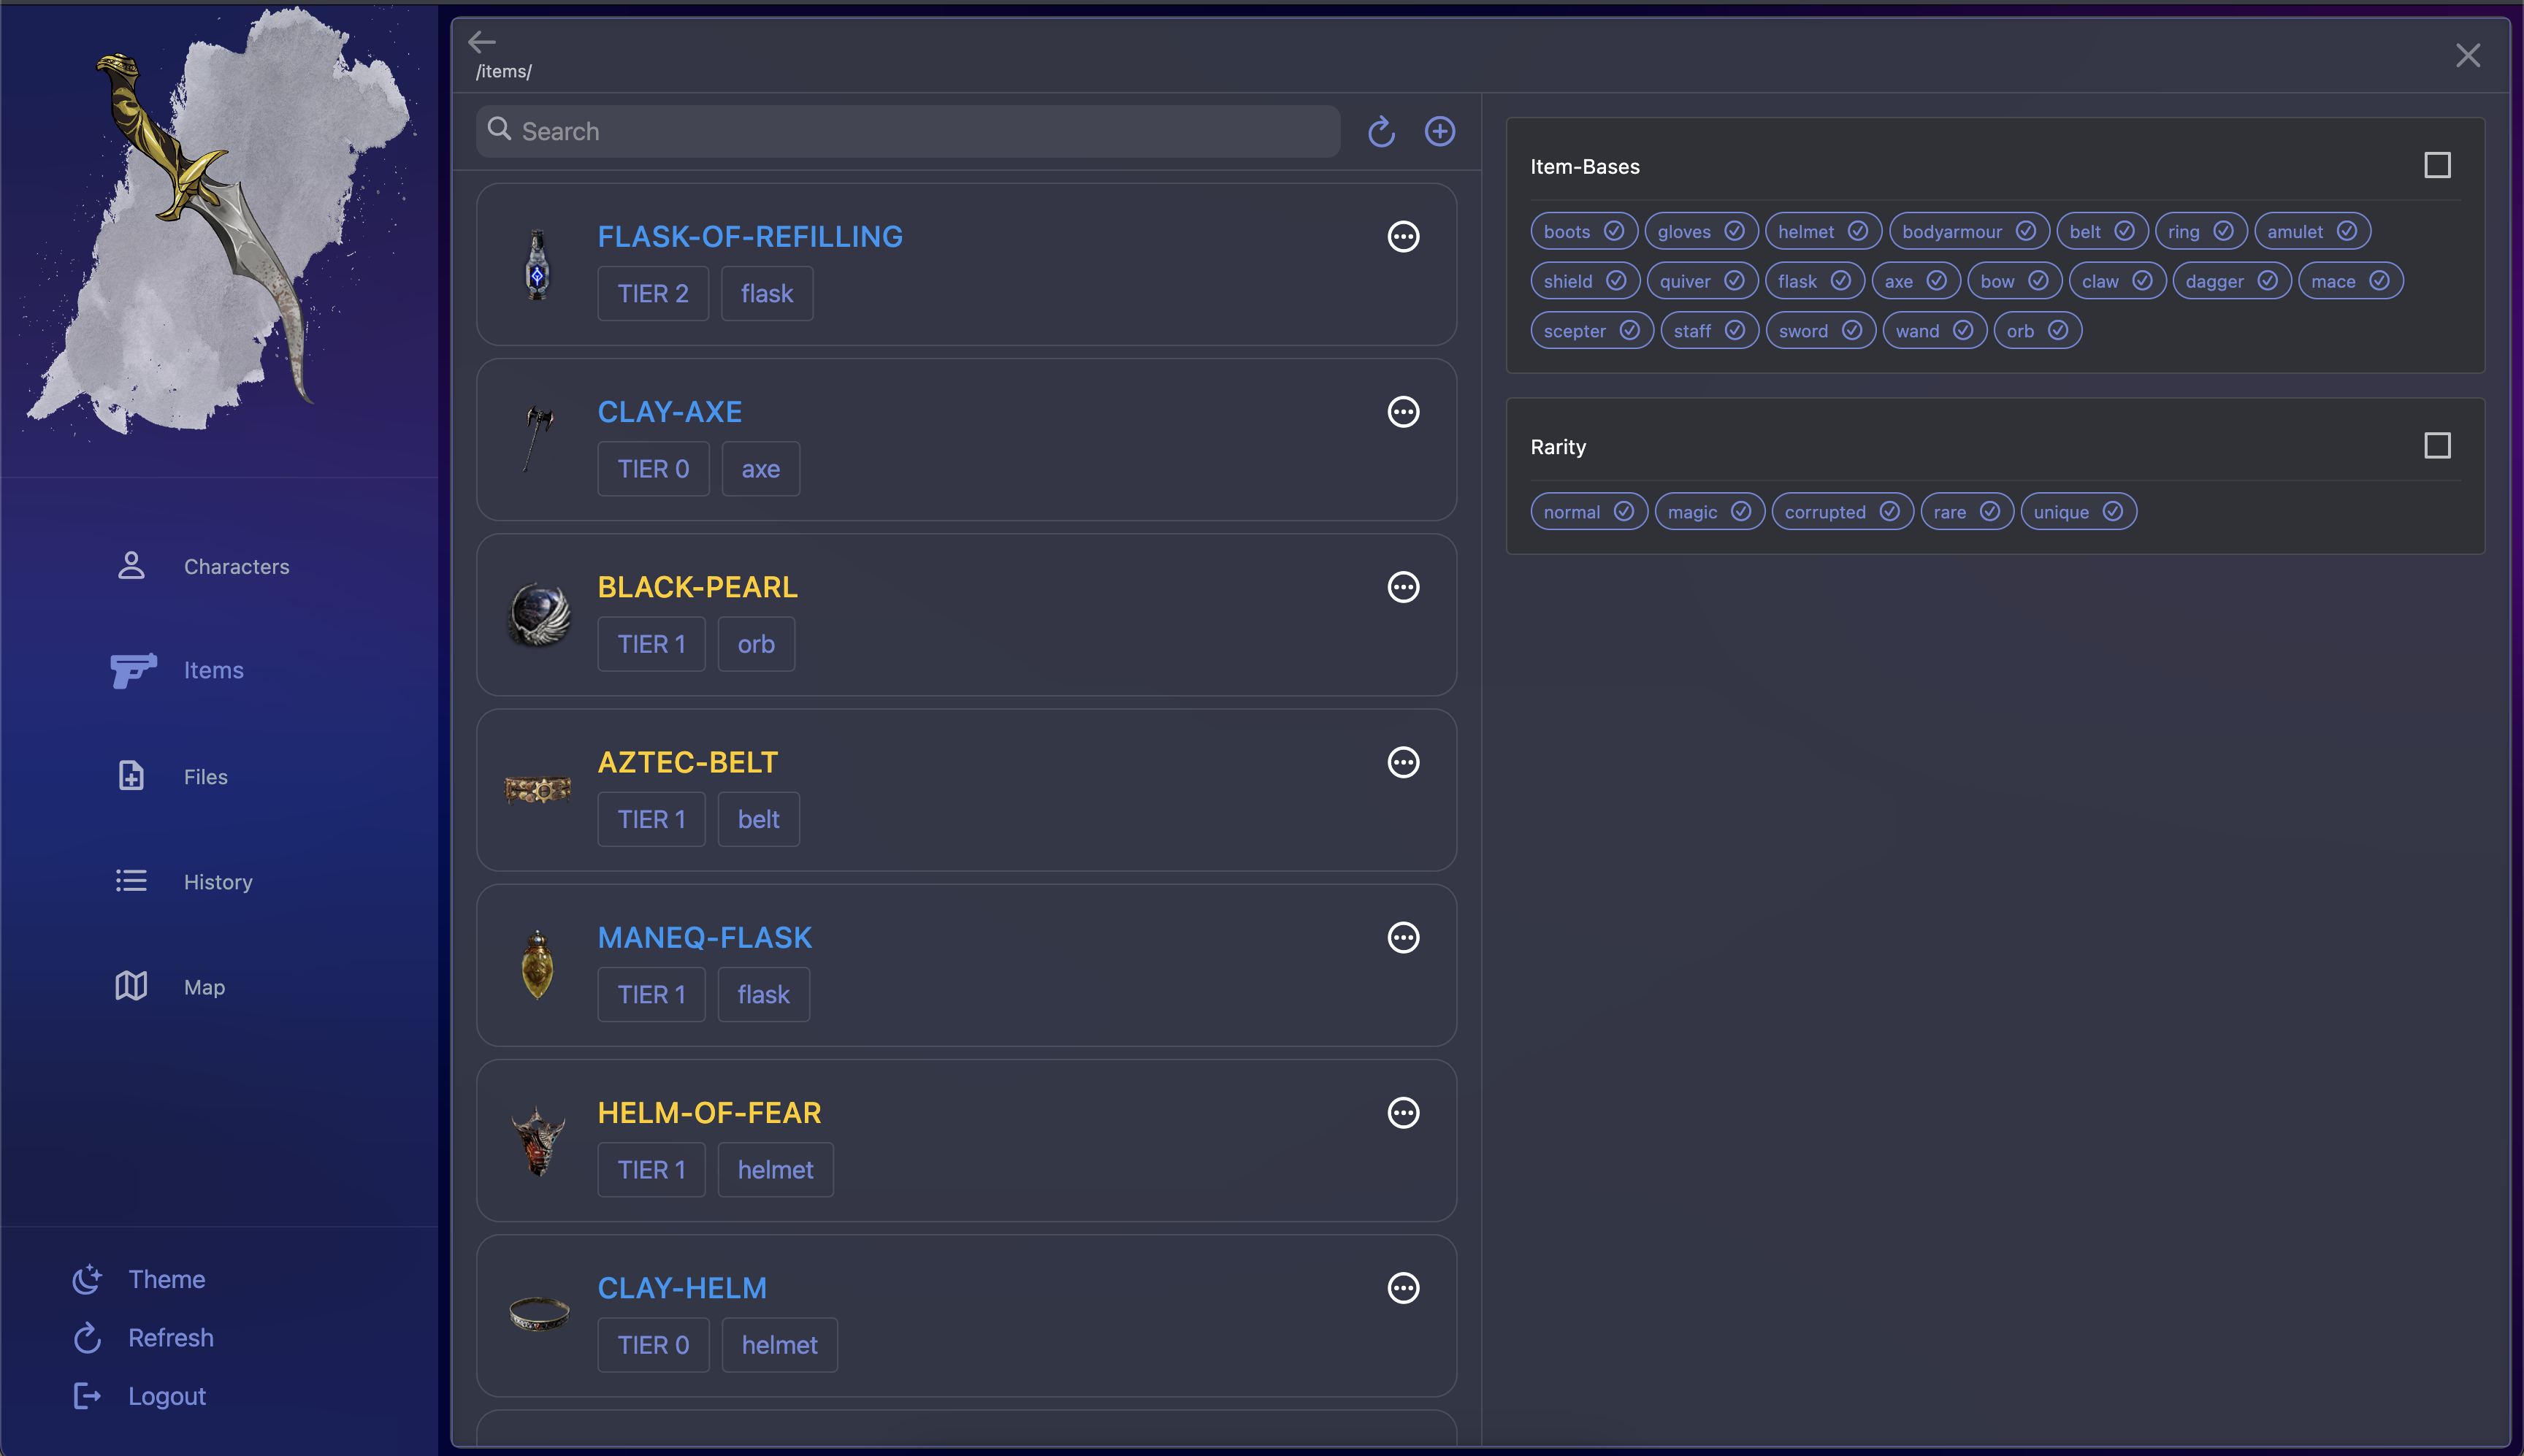 /items/
Search
FLASK-OF-REFILLING
TIER 2 flask
CLAY-AXE
TIER 0 axe
BLACK-PEARL
TIER 1 orb
AZTEC-BELT
TIER 1 belt
MANEQ-FLASK
TIER 1 flask
HELM-OF-FEAR
TIER 1 helmet
CLAY-HELM
TIER 0 helmet
Item-Bases
boots gloves helmet bodyarmour belt ring amulet
shield quiver flask axe bow claw dagger mace
scepter staff sword wand orb
Rarity
normal magic corrupted rare unique
Characters
Items
Files
History
Map
Theme
Refresh
Logout